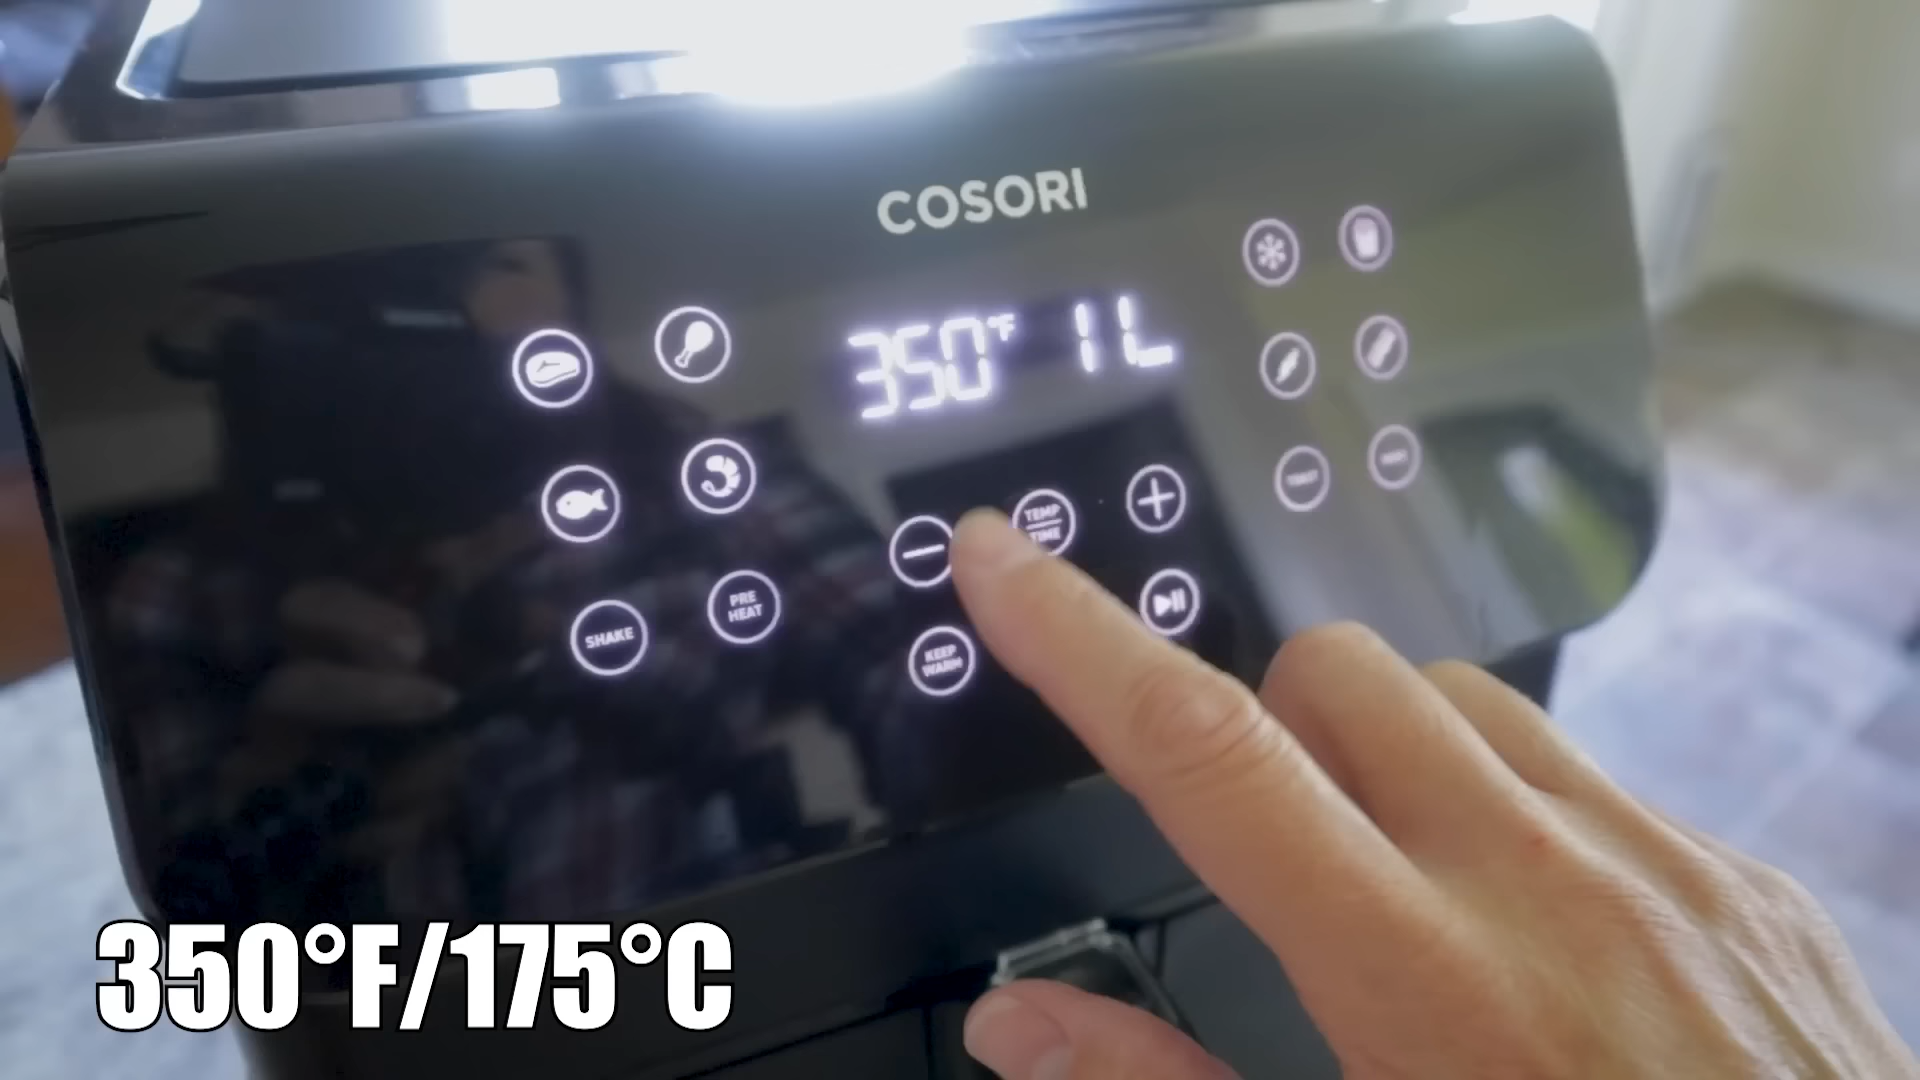 COSORI
350°F 1L
TEMP
TIME
PRE
HEAT
SHAKE
KEEP
WARM
350°F/175°C